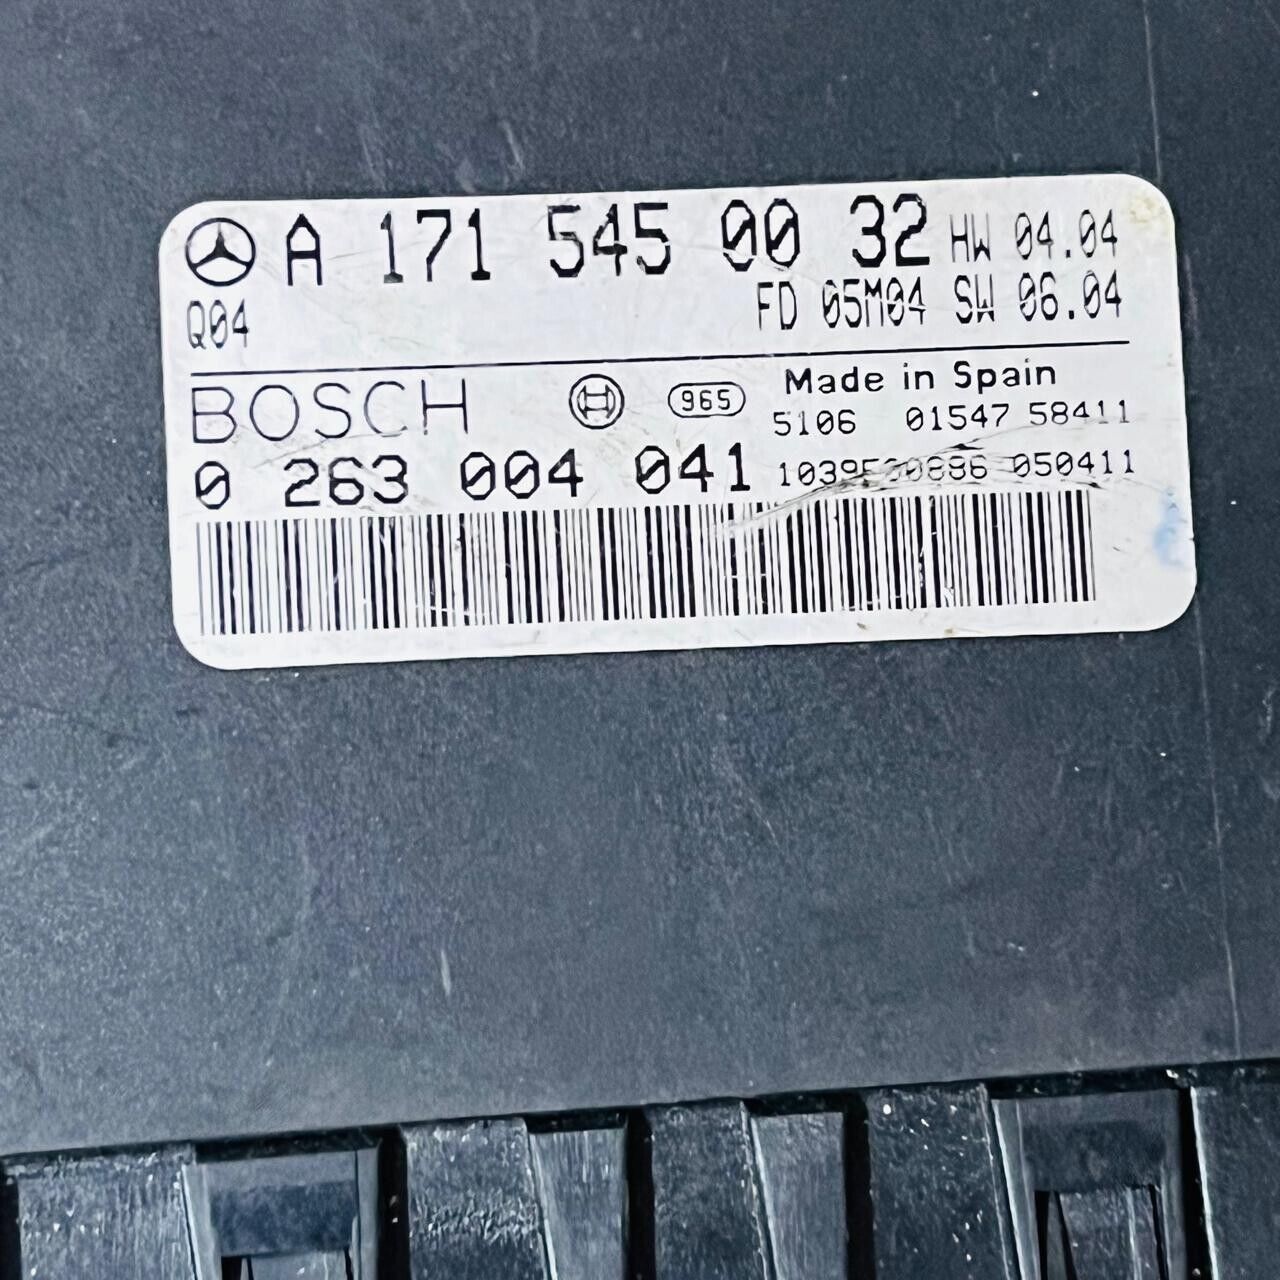 A 171 545 00 32 HW 04.04
Q04 FD 05M04 SW 06.04
BOSCH 965 Made in Spain
5106 01547 58411
0 263 004 041 050411